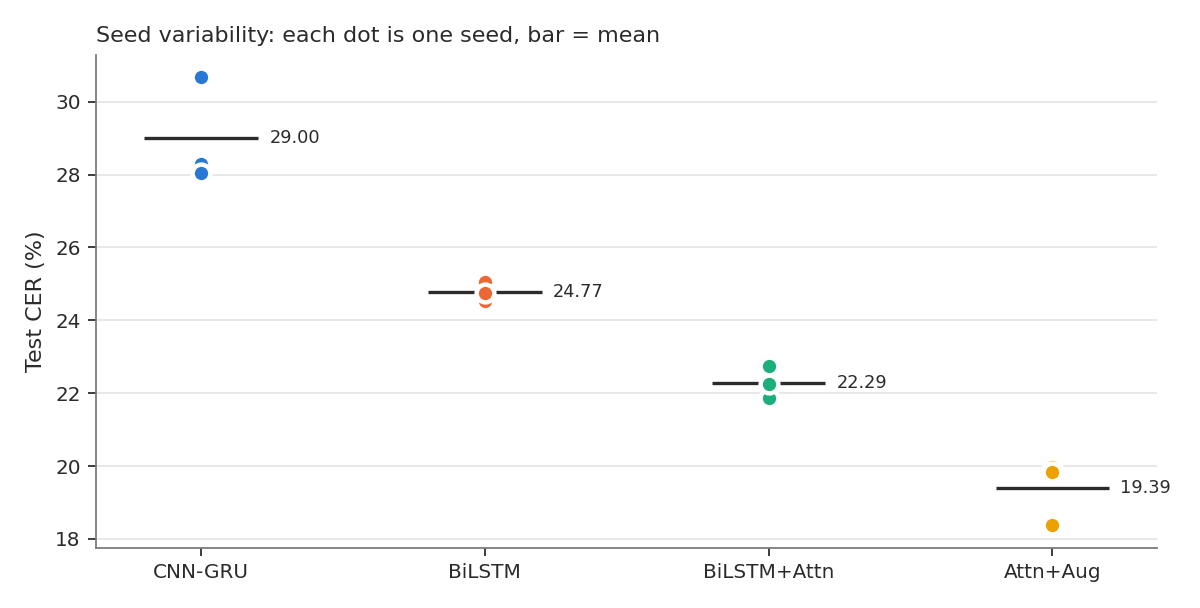 Seed variability: each dot is one seed, bar = mean
Test CER (%)
30
28
26
24
22
20
18
29.00
24.77
22.29
19.39
CNN-GRU
BiLSTM
BiLSTM+Attn
Attn+Aug